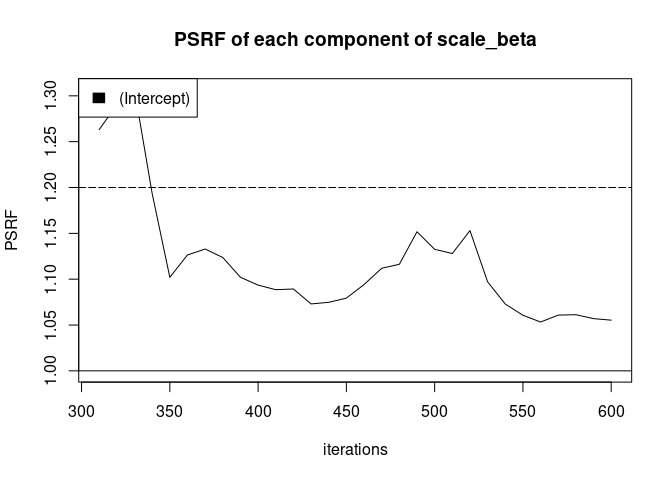 PSRF of each component of scale_beta
(Intercept)
PSRF
1.30
1.25
1.20
1.15
1.10
1.05
1.00
300 350 400 450 500 550 600
iterations